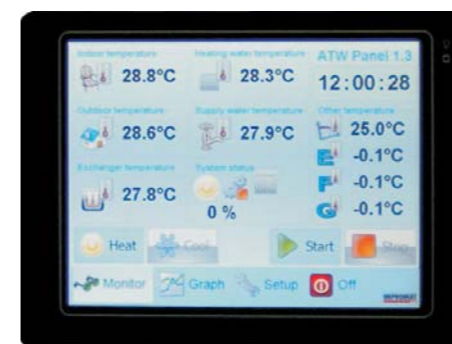 Indoor temperature
28.8°C
Heating water temperature
28.3°C
ATW Panel 1.3
12:00:28
Outdoor temperature
28.6°C
Supply water temperature
27.9°C
Other temperature
25.0°C
E -0.1°C
F -0.1°C
G -0.1°C
Exchanger temperature
27.8°C
System status
0 %
Heat
Cool
Start
Stop
Monitor
Graph
Setup
Off